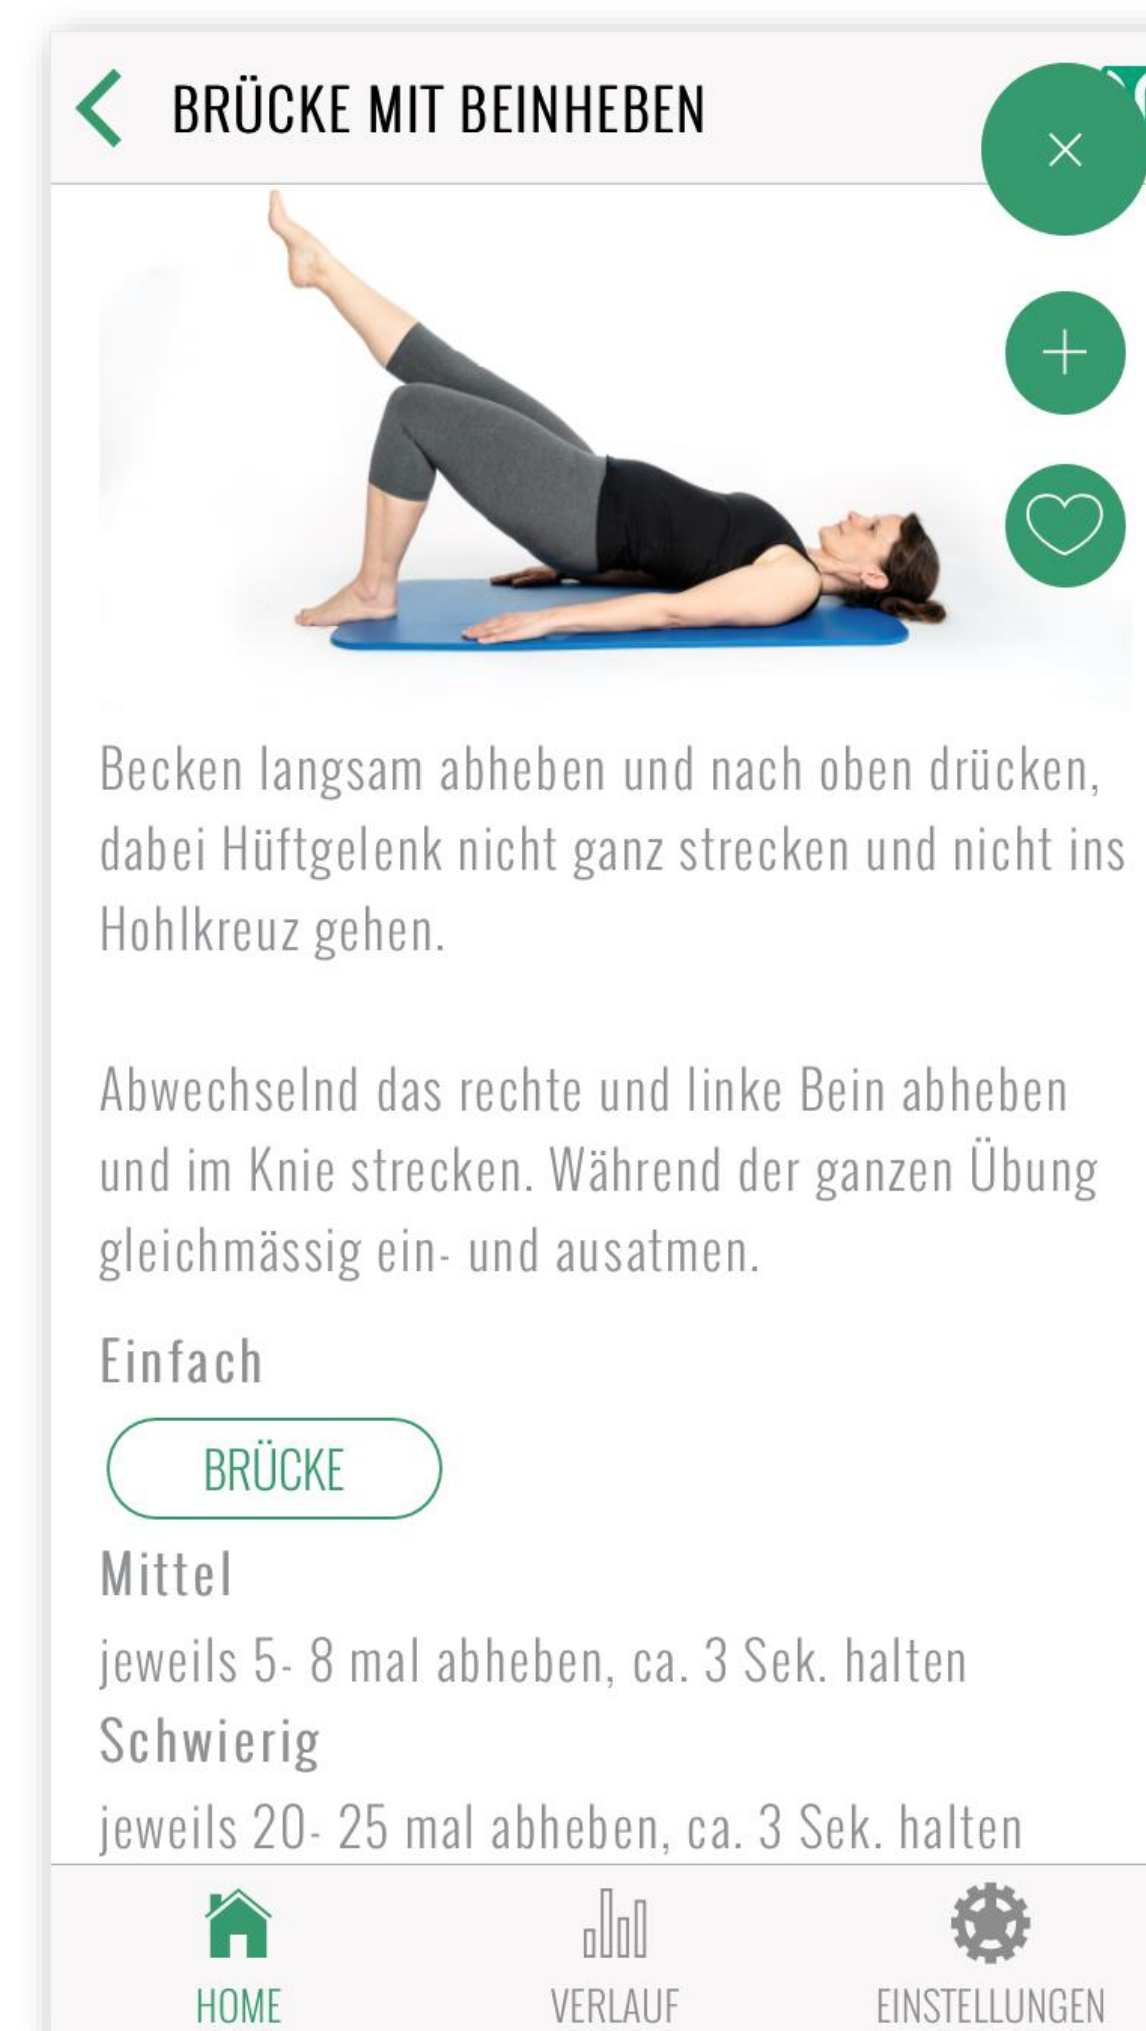 BRÜCKE MIT BEINHEBEN
Becken langsam abheben und nach oben drücken,
dabei Hüftgelenk nicht ganz strecken und nicht ins
Hohlkreuz gehen.
Abwechselnd das rechte und linke Bein abheben
und im Knie strecken. Während der ganzen Übung
gleichmässig ein- und ausatmen.
Einfach
BRÜCKE
Mittel
jeweils 5- 8 mal abheben, ca. 3 Sek. halten
Schwierig
jeweils 20- 25 mal abheben, ca. 3 Sek. halten
HOME
VERLAUF
EINSTELLUNGEN